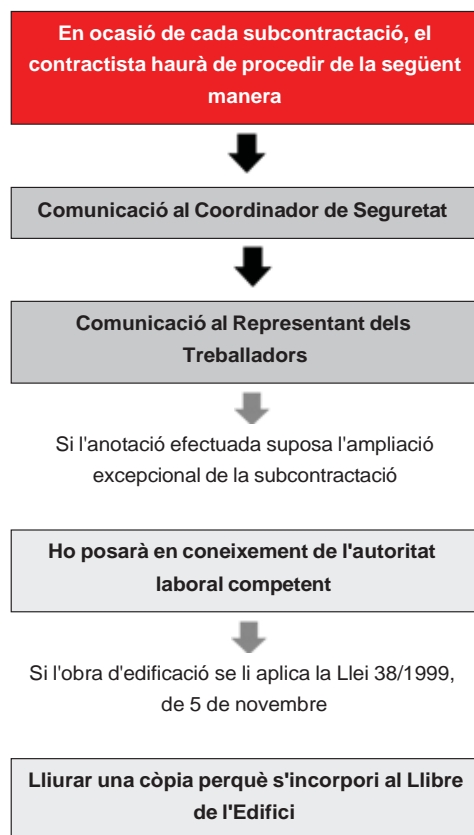 En ocasió de cada subcontractació, el
contractista haurà de procedir de la següent
manera
Comunicació al Coordinador de Seguretat
Comunicació al Representant dels
Treballadors
Si l'anotació efectuada suposa l'ampliació
excepcional de la subcontractació
Ho posarà en coneixement de l'autoritat
laboral competent
Si l'obra d'edificació se li aplica la Llei 38/1999,
de 5 de novembre
Lliurar una còpia perquè s'incorpori al Llibre
de l'Edifici